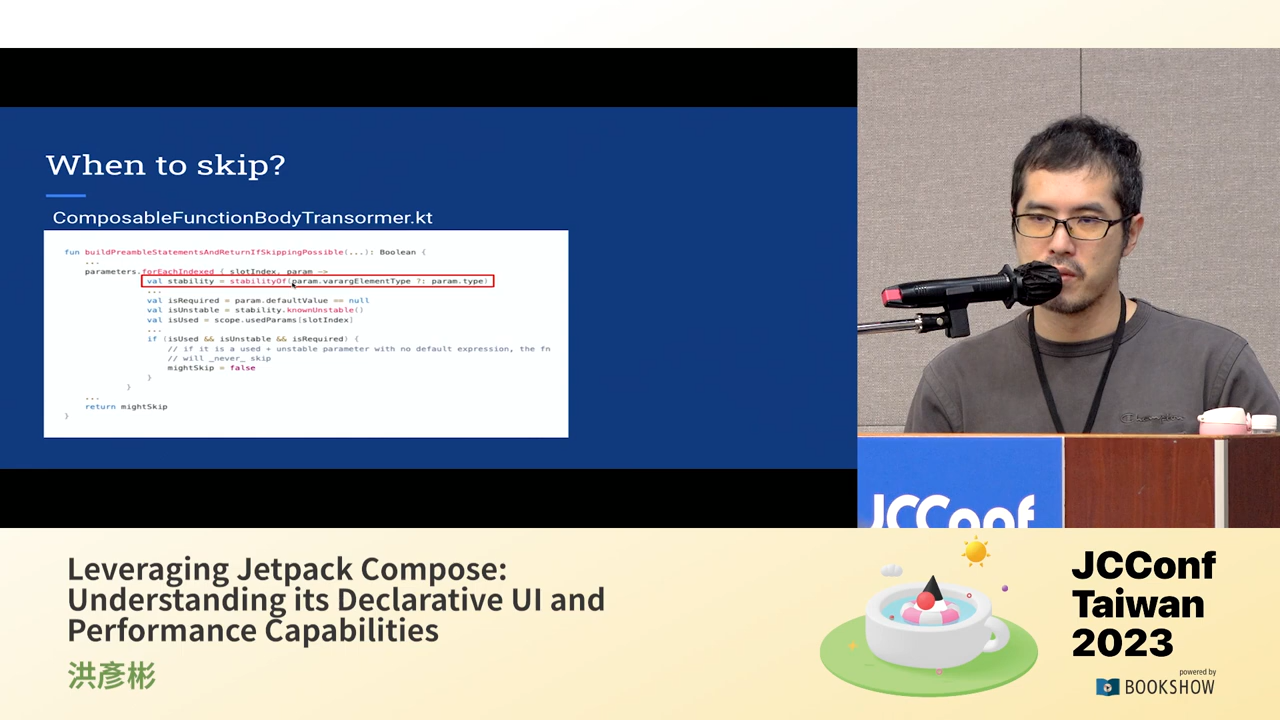 When to skip?
ComposableFunctionBodyTransormer.kt
fun buildPreambleStatementsAndReturnIfSkippingPossible(...): Boolean {
...
parameters.forEachIndexed { slotIndex, param ->
val stability = stabilityOf(param.varargElementType ?: param.type)
...
val isRequired = param.defaultValue == null
val isUnstable = stability.knownUnstable()
val isUsed = scope.usedParams[slotIndex]
...
if (isUsed && isUnstable && isRequired) {
// if it is a used + unstable parameter with no default expression, the fn
// will _never_ skip
mightSkip = false
}
}
...
return mightSkip
}
Champion
JCConf
Leveraging Jetpack Compose:
Understanding its Declarative UI and
Performance Capabilities
洪彥彬
JCConf
Taiwan
2023
powered by
BOOKSHOW